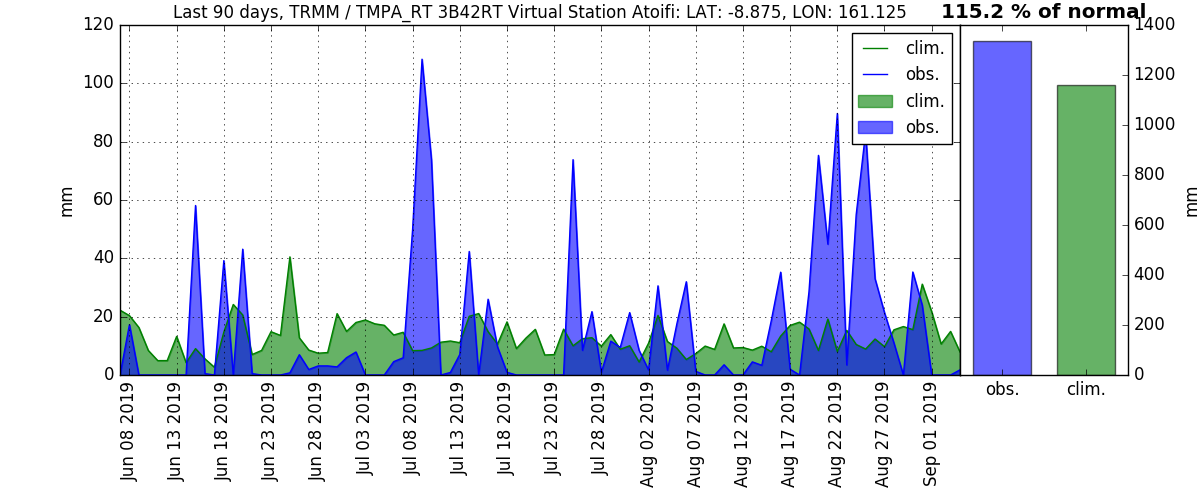 Last 90 days, TRMM / TMPA_RT 3B42RT Virtual Station Atoifi: LAT: -8.875, LON: 161.125
115.2 % of normal
120
100
80
60
40
20
0
mm
clim.
obs.
clim.
obs.
1400
1200
1000
800
600
400
200
0
mm
obs.
clim.
Jun 08 2019
Jun 13 2019
Jun 18 2019
Jun 23 2019
Jun 28 2019
Jul 03 2019
Jul 08 2019
Jul 13 2019
Jul 18 2019
Jul 23 2019
Jul 28 2019
Aug 02 2019
Aug 07 2019
Aug 12 2019
Aug 17 2019
Aug 22 2019
Aug 27 2019
Sep 01 2019